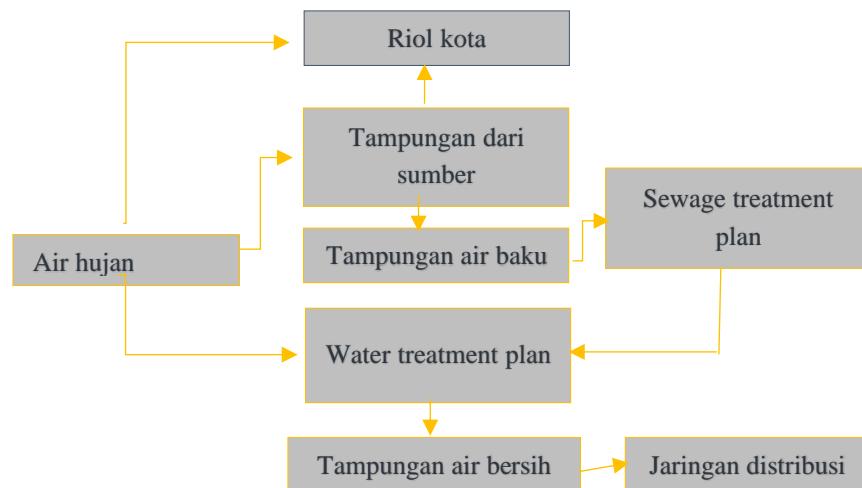 Riol kota
Tampungan dari
sumber
Sewage treatment
plan
Tampungan air baku
Air hujan
Water treatment plan
Tampungan air bersih
Jaringan distribusi